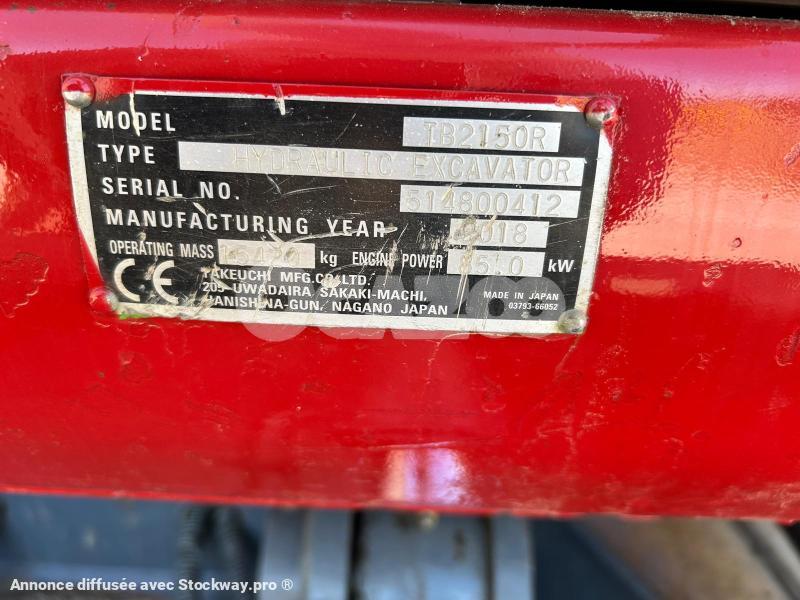 MODEL TB2150R
TYPE HYDRAULIC EXCAVATOR
SERIAL NO. 514800412
MANUFACTURING YEAR 2018
OPERATING MASS kg ENGINE POWER kW
CE
TAKEUCHI MFG.CO.,LTD.
205 UWADAIRA, SAKAKI-MACHI,
HANISHINA-GUN, NAGANO JAPAN
MADE IN JAPAN
03793-66052
Annonce diffusée avec Stockway.pro ®